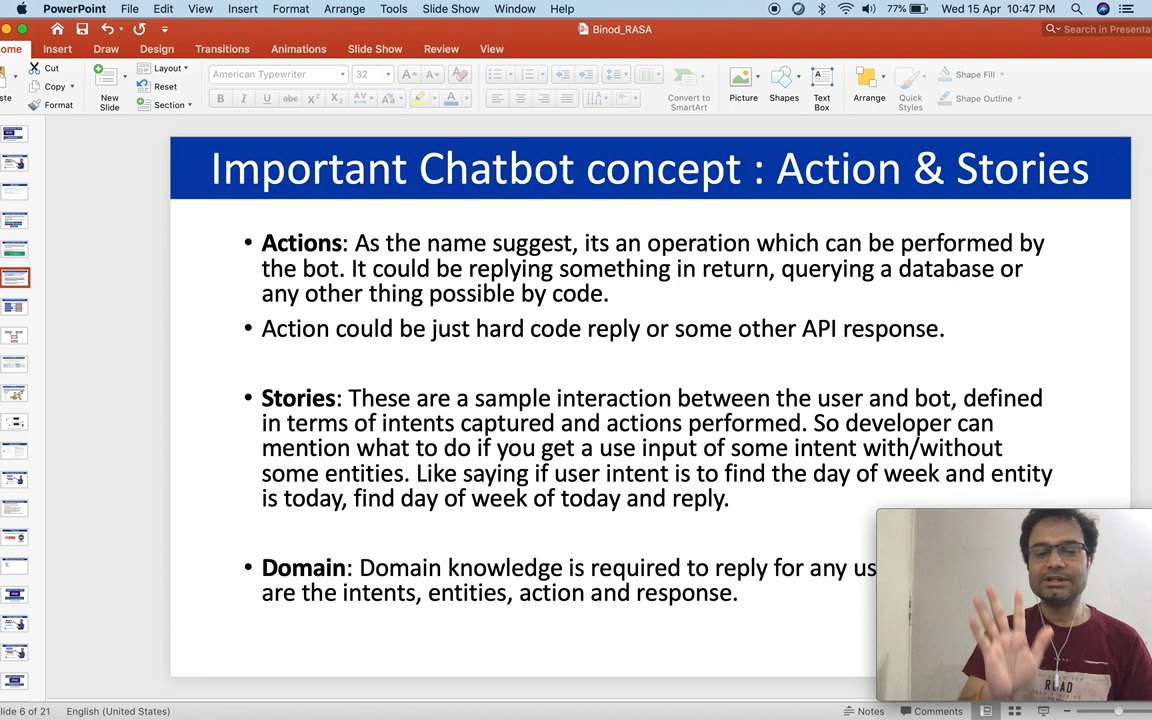 PowerPoint File Edit View Insert Format Arrange Tools Slide Show Window Help 77% Wed 15 Apr 10:47 PM
Binod_RASA Search in Presenta
ome Insert Draw Design Transitions Animations Slide Show Review View
ste Cut Copy Format
New Slide Layout Reset Section
American Typewriter 32
B I U abc X² X₂ AV Aa A
Convert to SmartArt Picture Shapes Text Box Arrange Quick Styles Shape Fill Shape Outline
Important Chatbot concept : Action & Stories
• Actions: As the name suggest, its an operation which can be performed by
the bot. It could be replying something in return, querying a database or
any other thing possible by code.
• Action could be just hard code reply or some other API response.
• Stories: These are a sample interaction between the user and bot, defined
in terms of intents captured and actions performed. So developer can
mention what to do if you get a use input of some intent with/without
some entities. Like saying if user intent is to find the day of week and entity
is today, find day of week of today and reply.
• Domain: Domain knowledge is required to reply for any us
are the intents, entities, action and response.
ROAD
Slide 6 of 21 English (United States) Notes Comments